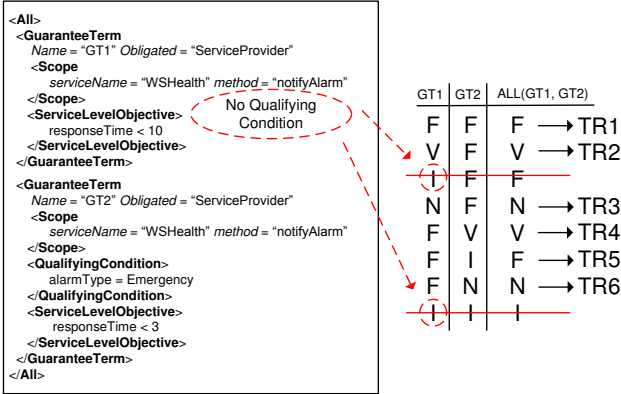 <All>
<GuaranteeTerm
Name = “GT1” Obligated = “ServiceProvider”
<Scope
serviceName = “WSHealth” method = “notifyAlarm”
</Scope>
<ServiceLevelObjective>
responseTime < 10
</ServiceLevelObjective>
</GuaranteeTerm>
<GuaranteeTerm
Name = “GT2” Obligated = “ServiceProvider”
<Scope
serviceName = “WSHealth” method = “notifyAlarm”
</Scope>
<QualifyingCondition>
alarmType = Emergency
</QualifyingCondition>
<ServiceLevelObjective>
responseTime < 3
</ServiceLevelObjective>
</GuaranteeTerm>
</All>
No Qualifying
Condition
GT1 GT2 ALL(GT1, GT2)
F F F → TR1
V F V → TR2
I F F
N F N → TR3
F V V → TR4
F I F → TR5
F N N → TR6
I I I